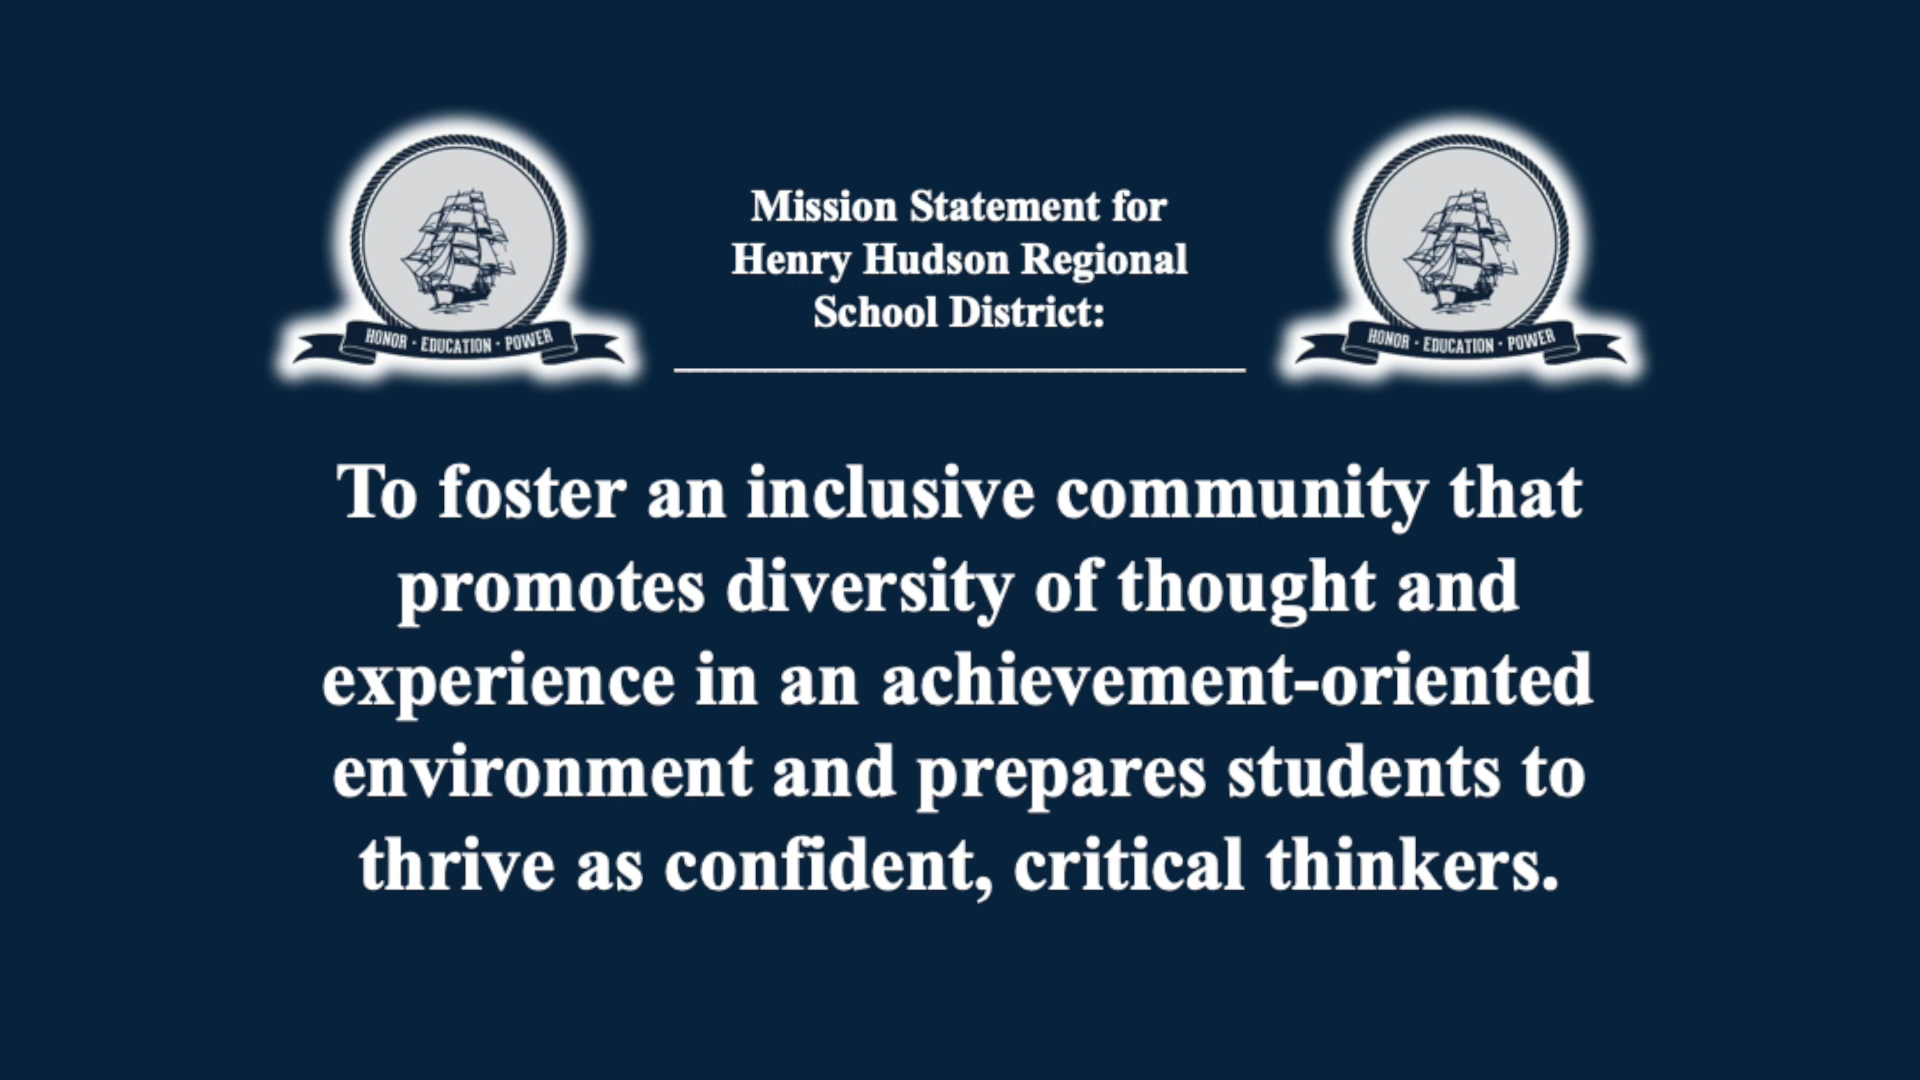 Mission Statement for
Henry Hudson Regional
School District:
HONOR · EDUCATION · POWER
HONOR · EDUCATION · POWER
To foster an inclusive community that
promotes diversity of thought and
experience in an achievement-oriented
environment and prepares students to
thrive as confident, critical thinkers.